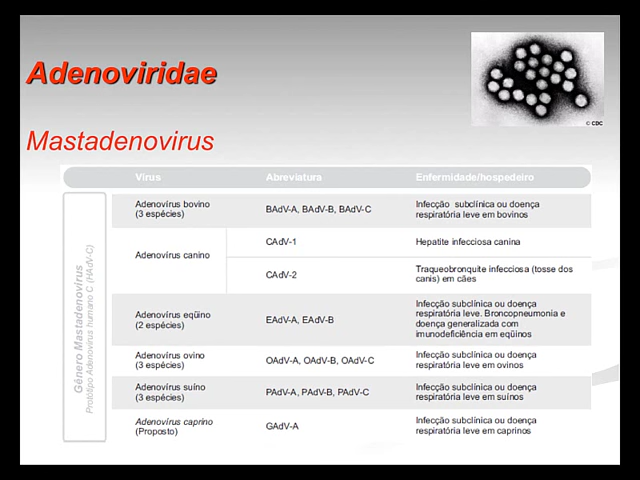 Adenoviridae
© CDC
Mastadenovirus
Vírus Abreviatura Enfermidade/hospedeiro
Gênero Mastadenovírus
Protótipo Adenovírus humano C (HAdV-C)
Adenovírus bovino
(3 espécies)
BAdV-A, BAdV-B, BAdV-C
Infecção subclínica ou doença
respiratória leve em bovinos
Adenovírus canino
CAdV-1
Hepatite infecciosa canina
CAdV-2
Traqueobronquite infecciosa (tosse dos
canis) em cães
Adenovírus eqüino
(2 espécies)
EAdV-A, EAdV-B
Infecção subclínica ou doença
respiratória leve. Broncopneumonia e
doença generalizada com
imunodeficiência em eqüinos
Adenovírus ovino
(3 espécies)
OAdV-A, OAdV-B, OAdV-C
Infecção subclínica ou doença
respiratória leve em ovinos
Adenovírus suíno
(3 espécies)
PAdV-A, PAdV-B, PAdV-C
Infecção subclínica ou doença
respiratória leve em suínos
Adenovírus caprino
(Proposto)
GAdV-A
Infecção subclínica ou doença
respiratória leve em caprinos